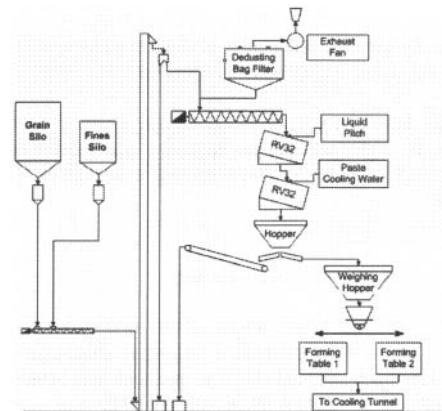 Exhaust
Fan
Dedusting
Bag Filter
Liquid
Pitch
Grain
Silo
Fines
Silo
RV32
Paste
Cooling Water
RV32
Hopper
Weighing
Hopper
Forming
Table 1
Forming
Table 2
To Cooling Tunnel